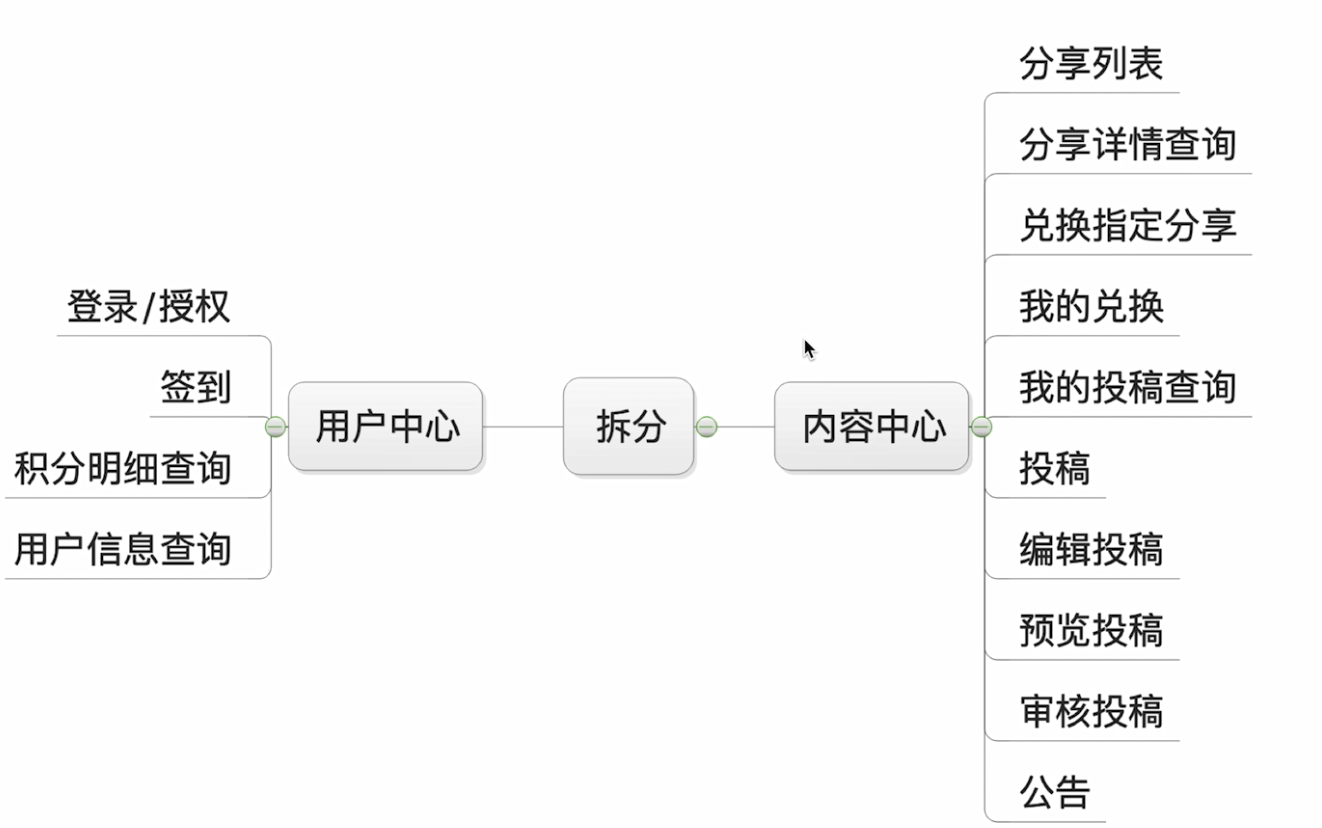 登录/授权
签到
积分明细查询
用户信息查询
用户中心
拆分
内容中心
分享列表
分享详情查询
兑换指定分享
我的兑换
我的投稿查询
投稿
编辑投稿
预览投稿
审核投稿
公告